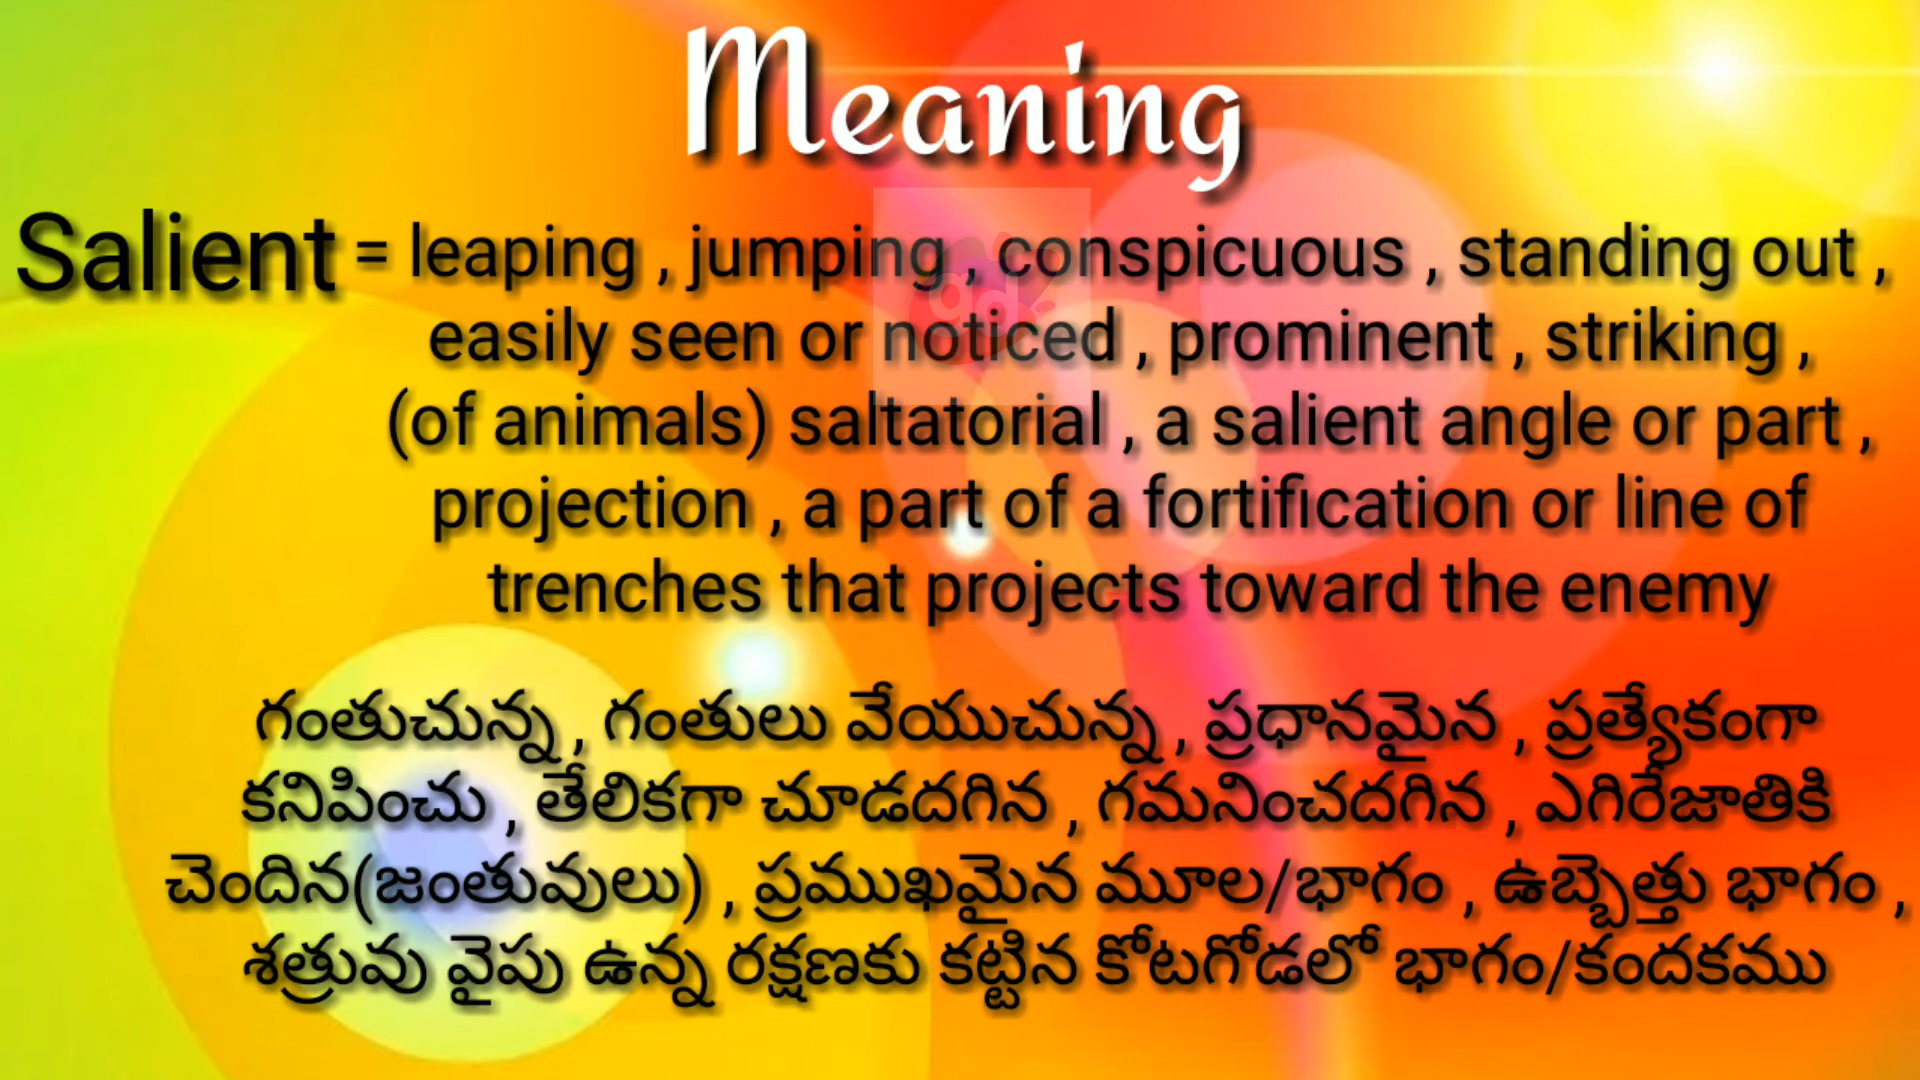 Meaning
Salient = leaping , jumping , conspicuous , standing out ,
easily seen or noticed , prominent , striking ,
(of animals) saltatorial , a salient angle or part ,
projection , a part of a fortification or line of
trenches that projects toward the enemy
గంతుచున్న , గంతులు వేయుచున్న , ప్రధానమైన , ప్రత్యేకంగా
కనిపించు , తేలికగా చూడదగిన , గమనించదగిన , ఎగిరేజాతికి
చెందిన(జంతువులు) , ప్రముఖమైన మూల/భాగం , ఉబ్బెత్తు భాగం ,
శత్రువు వైపు ఉన్న రక్షణకు కట్టిన కోటగోడలో భాగం/కందకము